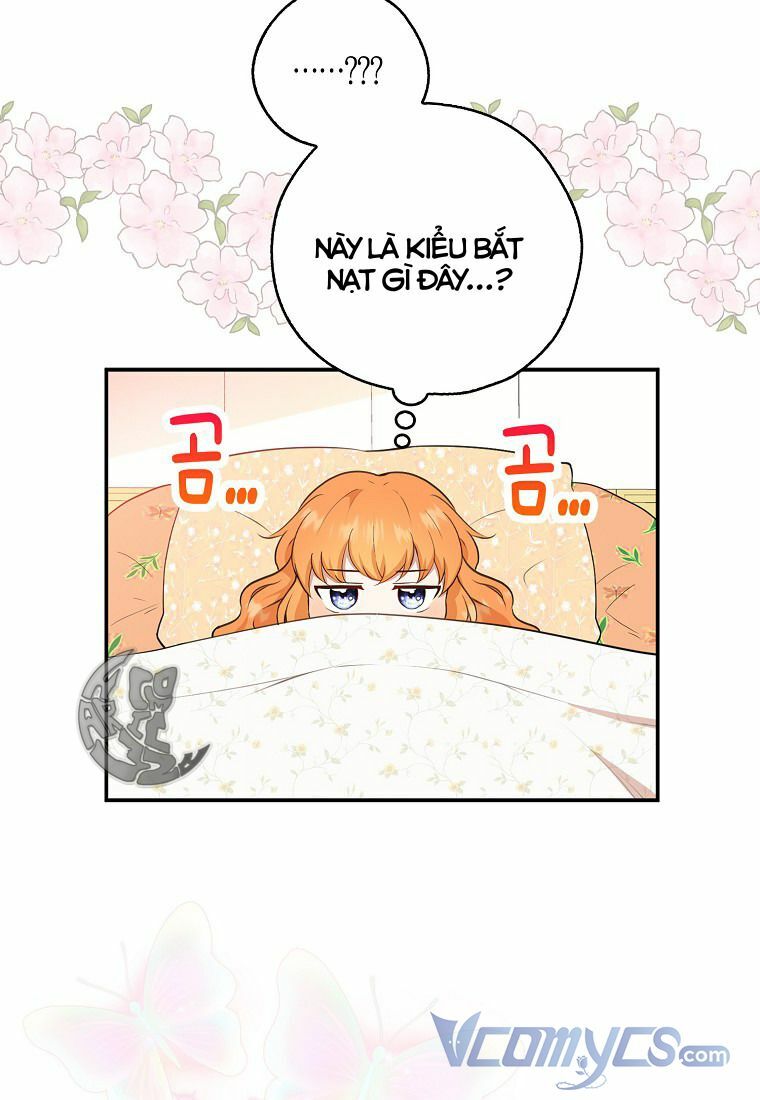 ......???
NÀY LÀ KIỂU BẮT
NẠT GÌ ĐÂY...?
곰... 곰...
VCOMYCS.com